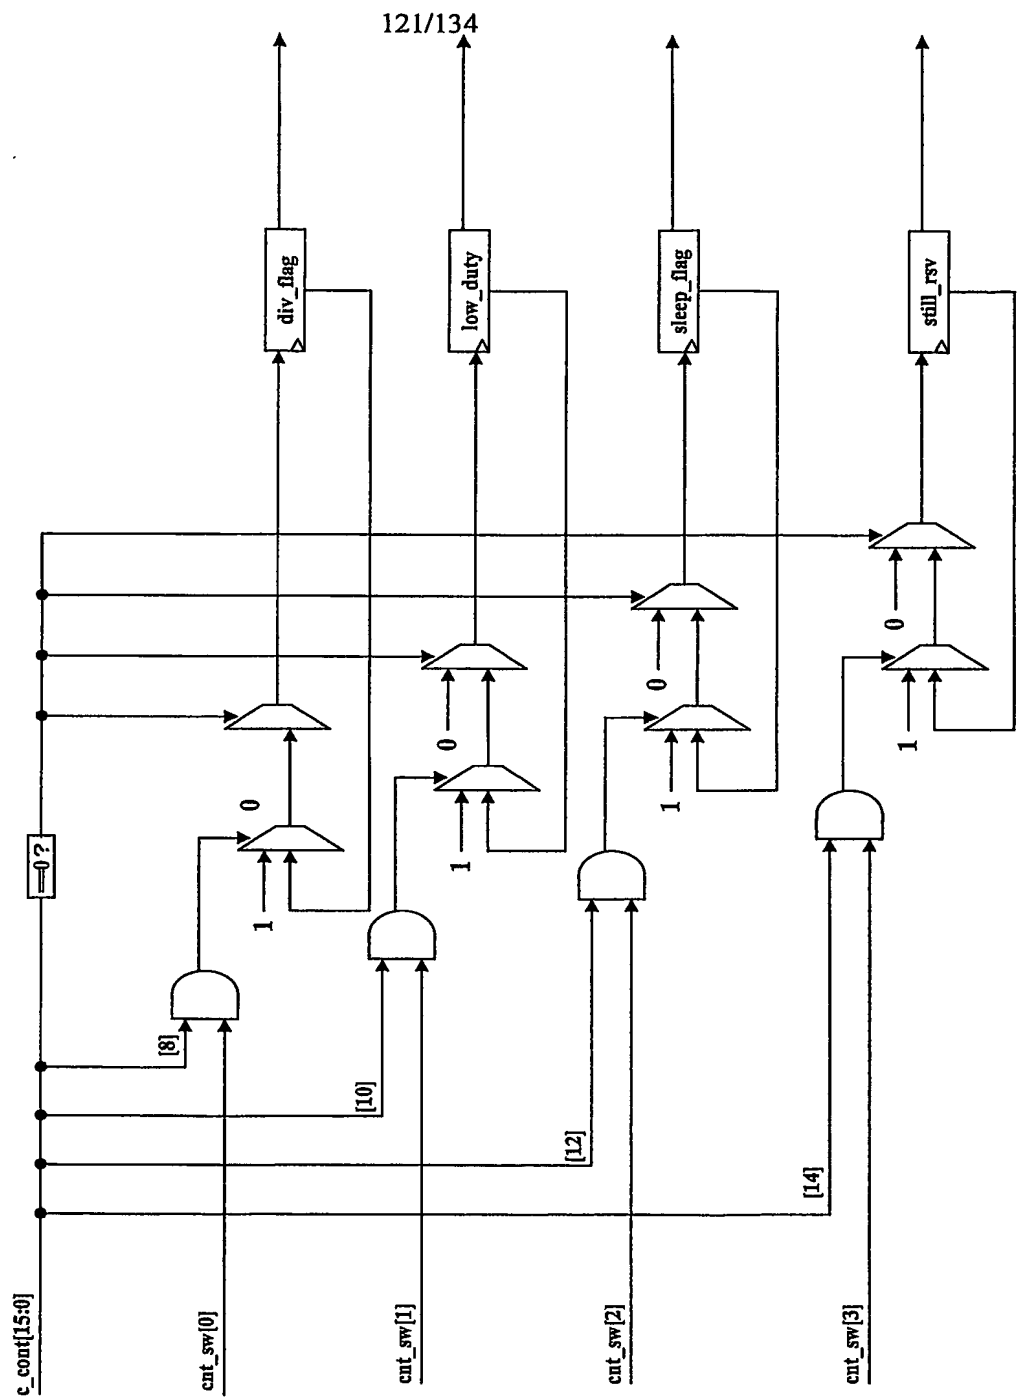 121/134
c_cont[15:0]
=0?
[8]
cnt_sw[0]
1
0
div_flag
[10]
cnt_sw[1]
1
0
low_duty
[12]
cnt_sw[2]
1
0
sleep_flag
[14]
cnt_sw[3]
1
0
still_rsv